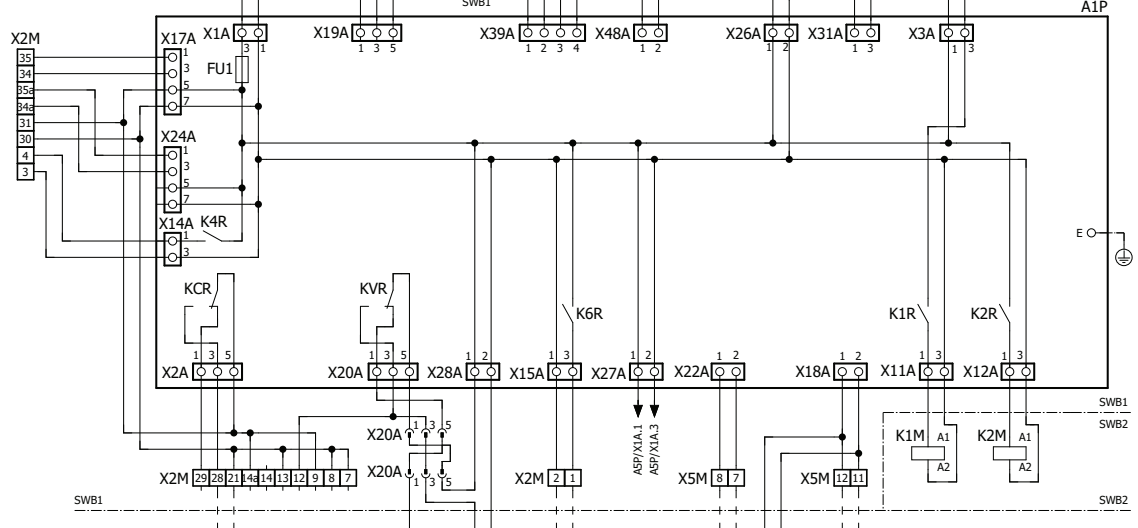 SWB1
A1P
X2M X17A X1A X19A X39A X48A X26A X31A X3A
3 1 1 3 5 1 2 3 4 1 2 1 2 1 3 1 3
35 1
FU1
34 3
35a 5
34a 7
31
30 X24A
4 1
3 3
5
7
X14A K4R
1
3
E
KCR KVR K6R K1R K2R
1 3 5 1 3 5 1 2 1 3 1 2 1 2 1 2 1 3 1 3
X2A X20A X28A X15A X27A X22A X18A X11A X12A
SWB1
SWB2
X20A 1 3 5 A5P/X1A.1 A5P/X1A.3 K1M A1 K2M A1
A2 A2
X2M 29 28 21 14a 14 13 12 9 8 7 X20A 1 3 5 X2M 2 1 X5M 8 7 X5M 12 11
SWB1 SWB2